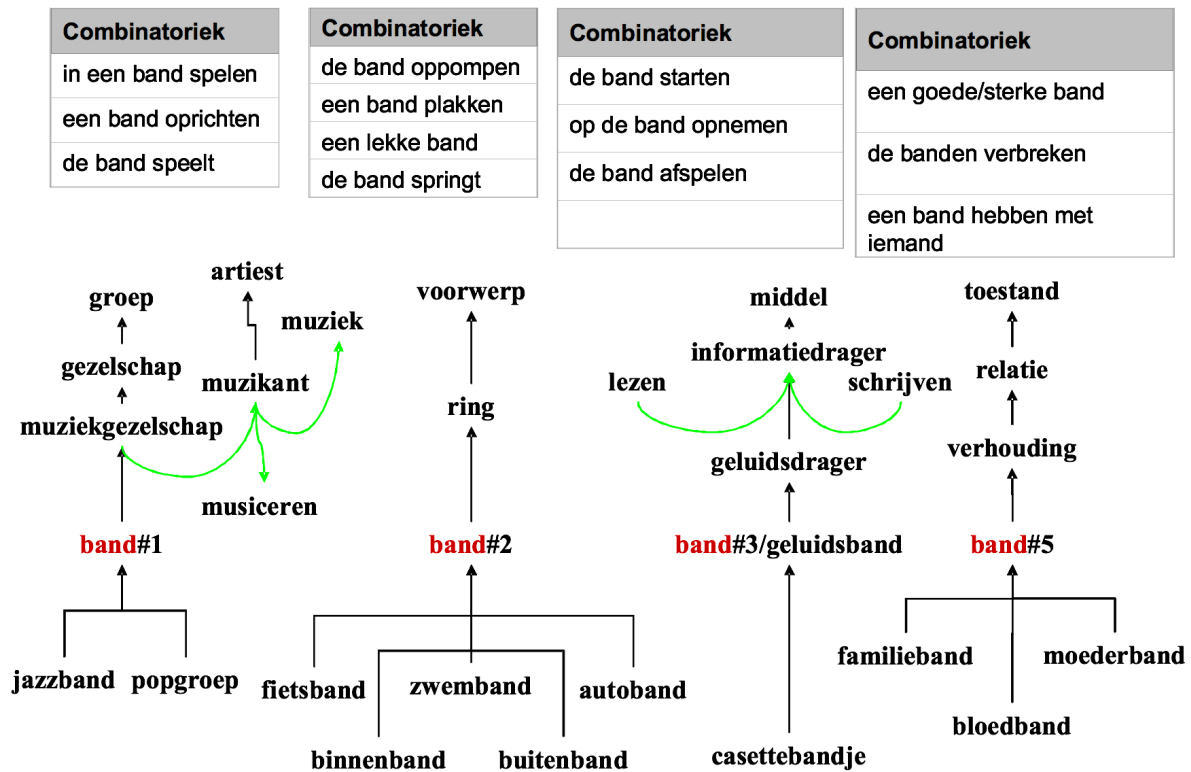 Combinatoriek
in een band spelen
een band oprichten
de band speelt
Combinatoriek
de band oppompen
een band plakken
een lekke band
de band springt
Combinatoriek
de band starten
op de band opnemen
de band afspelen
Combinatoriek
een goede/sterke band
de banden verbreken
een band hebben met
iemand
groep
gezelschap
muziekgezelschap
artiest
muzikant
muziek
musiceren
band#1
jazzband
popgroep
voorwerp
ring
band#2
fietsband
zwemband
autoband
binnenband
buitenband
middel
informatiedrager
lezen
schrijven
geluidsdrager
band#3/geluidsband
casettebandje
toestand
relatie
verhouding
band#5
familieband
moederband
bloedband